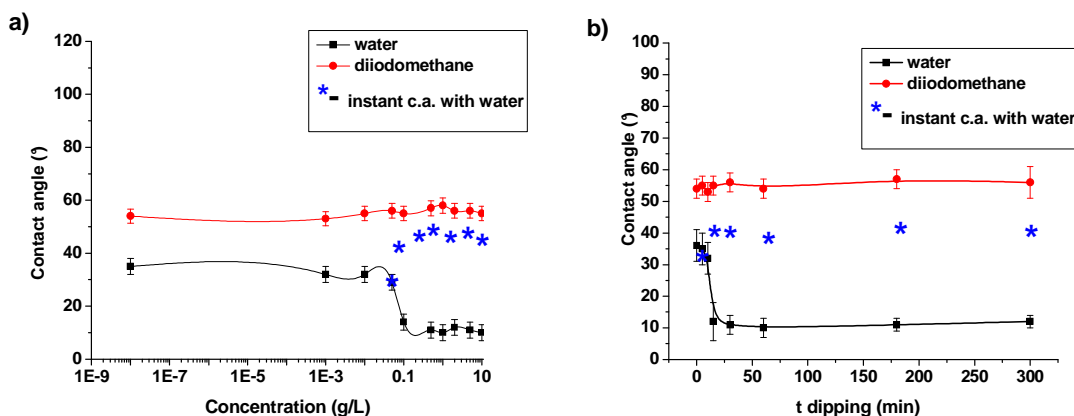 a)
120
100
80
60
40
20
0
Contact angle (°)
water
diiodomethane
* - instant c.a. with water
1E-9 1E-7 1E-5 1E-3 0.1 10
Concentration (g/L)
b)
100
90
80
70
60
50
40
30
20
10
0
Contact angle (°)
water
diiodomethane
* - instant c.a. with water
0 50 100 150 200 250 300
t dipping (min)